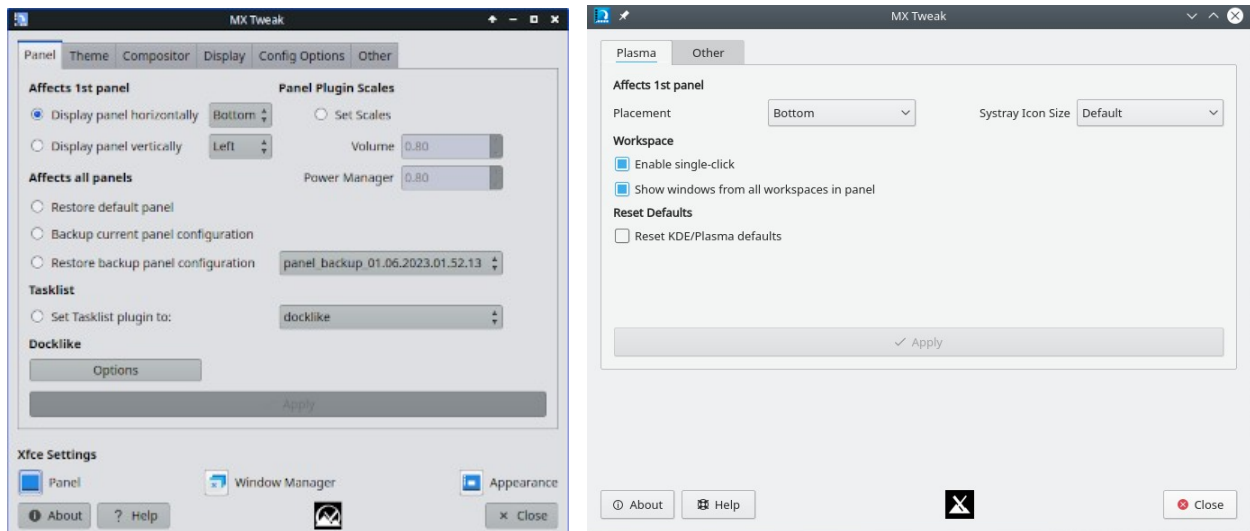 MX Tweak
Panel Theme Compositor Display Config Options Other
Affects 1st panel Panel Plugin Scales
Display panel horizontally Bottom Set Scales
Display panel vertically Left Volume 0.80
Affects all panels Power Manager 0.80
Restore default panel
Backup current panel configuration
Restore backup panel configuration panel_backup_01.06.2023.01.52.13
Tasklist
Set Tasklist plugin to: docklike
Docklike
Options
Apply
Xfce Settings
Panel Window Manager Appearance
About ? Help × Close
MX Tweak
Plasma Other
Affects 1st panel
Placement Bottom Systray Icon Size Default
Workspace
Enable single-click
Show windows from all workspaces in panel
Reset Defaults
Reset KDE/Plasma defaults
Apply
About Help Close